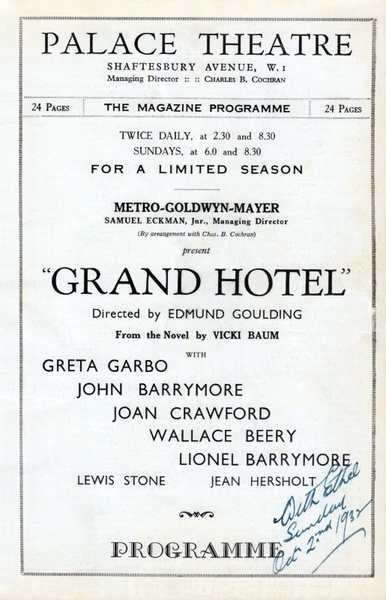 PALACE THEATRE
SHAFTESBURY AVENUE, W.1
Managing Director :: :: CHARLES B. COCHRAN
24 PAGES THE MAGAZINE PROGRAMME 24 PAGES
TWICE DAILY, at 2.30 and 8.30
SUNDAYS, at 6.0 and 8.30
FOR A LIMITED SEASON
METRO-GOLDWYN-MAYER
SAMUEL ECKMAN, Jnr., Managing Director
(By arrangement with Chas. B. Cochran)
present
"GRAND HOTEL"
Directed by EDMUND GOULDING
From the Novel by VICKI BAUM
WITH
GRETA GARBO
JOHN BARRYMORE
JOAN CRAWFORD
WALLACE BEERY
LIONEL BARRYMORE
LEWIS STONE JEAN HERSHOLT
With Ethel
Sunday
Oct 2nd 1932
PROGRAMME